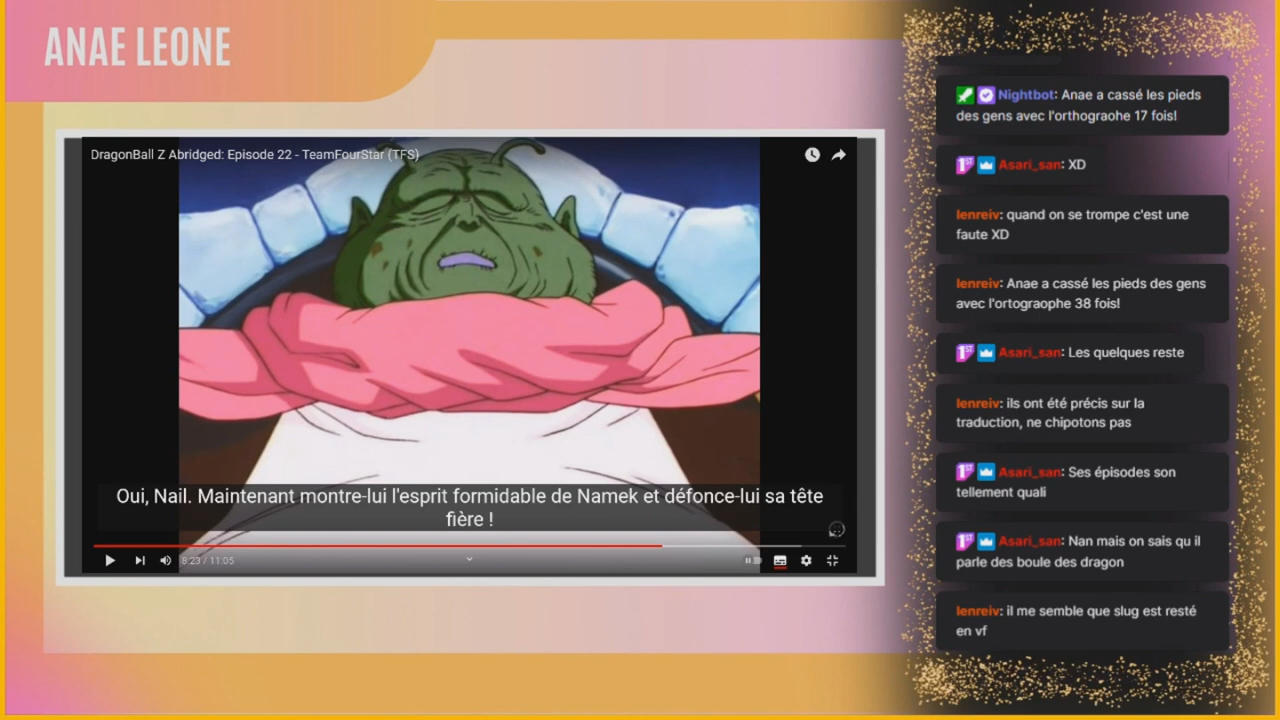 ANAE LEONE
DragonBall Z Abridged: Episode 22 - TeamFourStar (TFS)
Oui, Nail. Maintenant montre-lui l'esprit formidable de Namek et défonce-lui sa tête
fière !
8:23 / 11:05
Nightbot: Anae a cassé les pieds
des gens avec l'orthograohe 17 fois!
1ST Asari_san: XD
lenreiv: quand on se trompe c'est une
faute XD
lenreiv: Anae a cassé les pieds des gens
avec l'ortograophe 38 fois!
1ST Asari_san: Les quelques reste
lenreiv: ils ont été précis sur la
traduction, ne chipotons pas
1ST Asari_san: Ses épisodes son
tellement quali
1ST Asari_san: Nan mais on sais qu il
parle des boule des dragon
lenreiv: il me semble que slug est resté
en vf